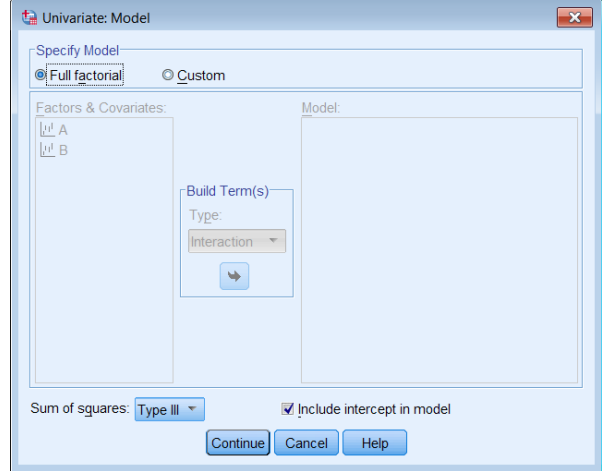 Univariate: Model
Specify Model
Full factorial
Custom
Factors & Covariates:
A
B
Build Term(s)
Type:
Interaction
Model:
Sum of squares: Type III
Include intercept in model
Continue
Cancel
Help